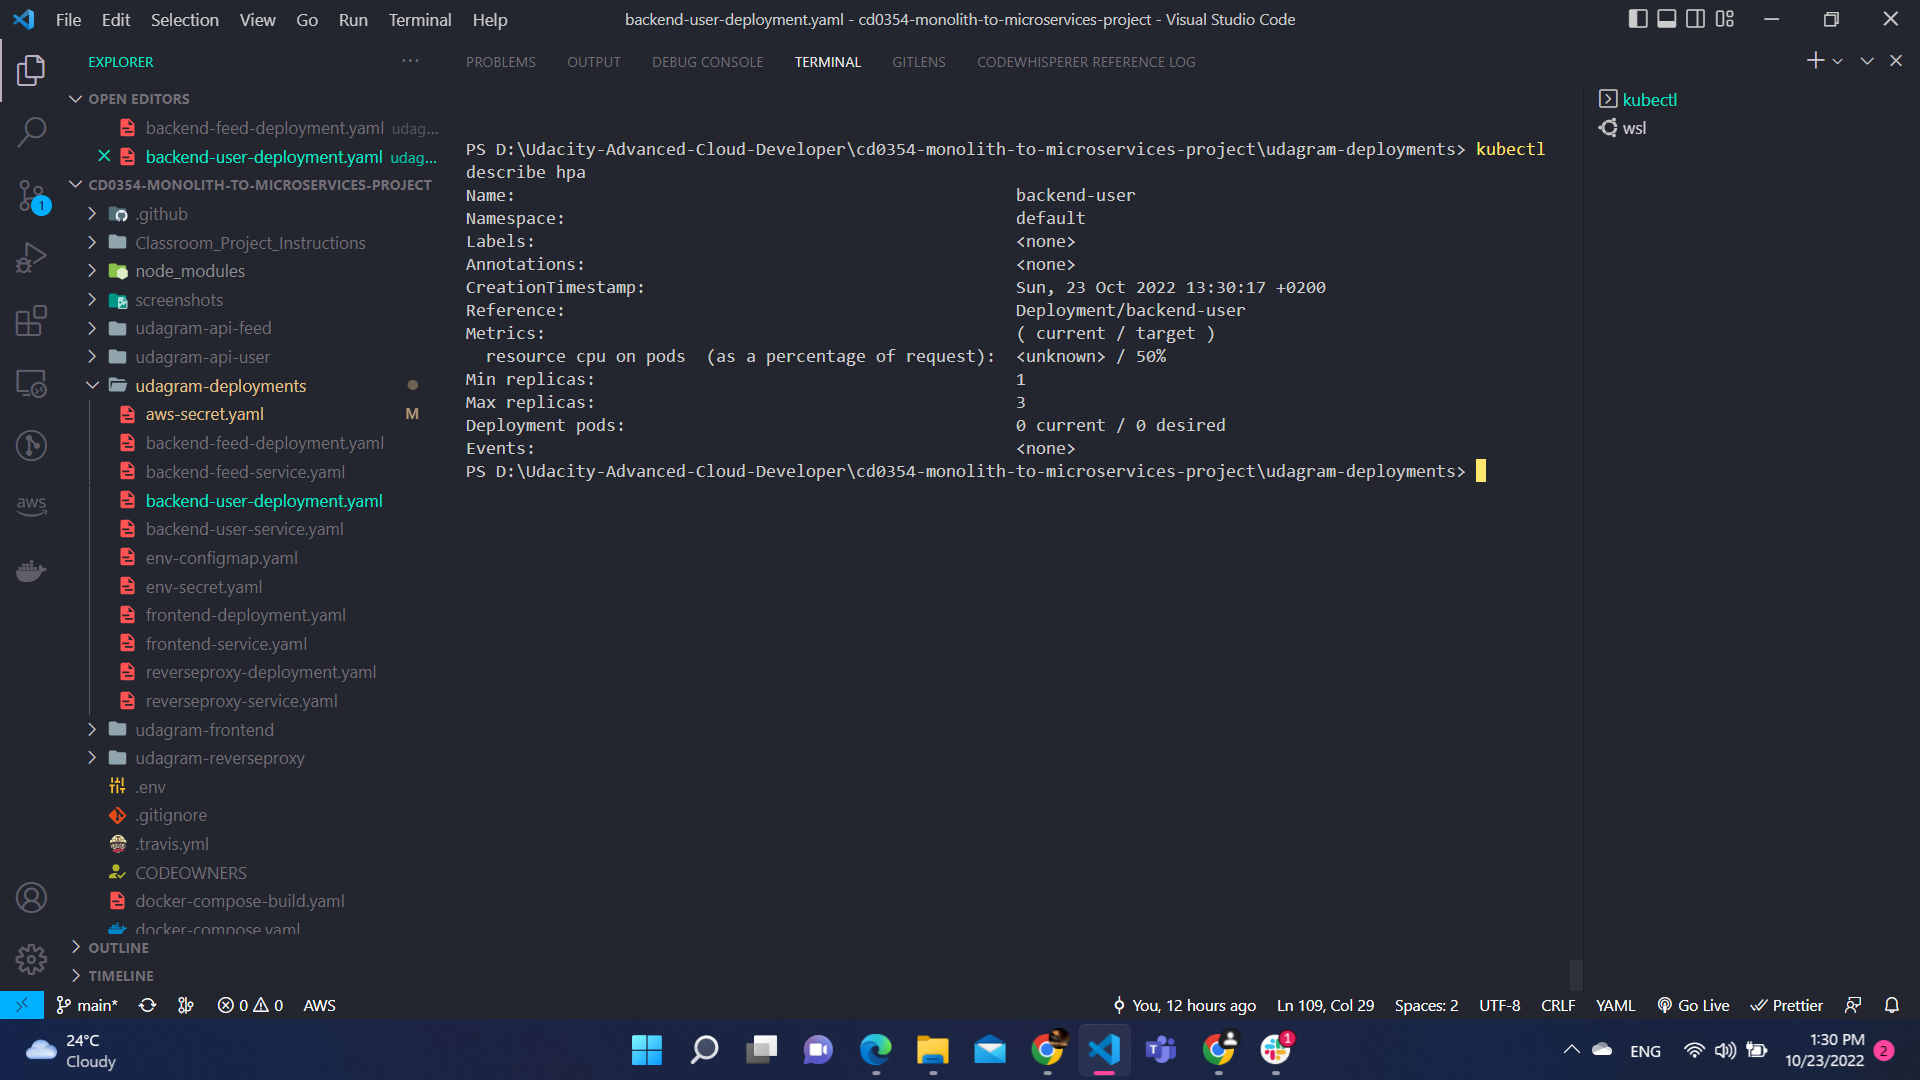 File Edit Selection View Go Run Terminal Help
backend-user-deployment.yaml - cd0354-monolith-to-microservices-project - Visual Studio Code
EXPLORER
PROBLEMS OUTPUT DEBUG CONSOLE TERMINAL GITLENS CODEWHISPERER REFERENCE LOG
OPEN EDITORS
backend-feed-deployment.yaml udag...
backend-user-deployment.yaml udag...
CD0354-MONOLITH-TO-MICROSERVICES-PROJECT
.github
Classroom_Project_Instructions
node_modules
screenshots
udagram-api-feed
udagram-api-user
udagram-deployments
aws-secret.yaml M
backend-feed-deployment.yaml
backend-feed-service.yaml
backend-user-deployment.yaml
backend-user-service.yaml
env-configmap.yaml
env-secret.yaml
frontend-deployment.yaml
frontend-service.yaml
reverseproxy-deployment.yaml
reverseproxy-service.yaml
udagram-frontend
udagram-reverseproxy
.env
.gitignore
.travis.yml
CODEOWNERS
docker-compose-build.yaml
docker-compose.yaml
OUTLINE
TIMELINE
1
aws
PS D:\Udacity-Advanced-Cloud-Developer\cd0354-monolith-to-microservices-project\udagram-deployments> kubectl
describe hpa
Name: backend-user
Namespace: default
Labels: <none>
Annotations: <none>
CreationTimestamp: Sun, 23 Oct 2022 13:30:17 +0200
Reference: Deployment/backend-user
Metrics: ( current / target )
resource cpu on pods (as a percentage of request): <unknown> / 50%
Min replicas: 1
Max replicas: 3
Deployment pods: 0 current / 0 desired
Events: <none>
PS D:\Udacity-Advanced-Cloud-Developer\cd0354-monolith-to-microservices-project\udagram-deployments>
kubectl
wsl
main* 0 0 AWS
You, 12 hours ago Ln 109, Col 29 Spaces: 2 UTF-8 CRLF YAML Go Live Prettier
24°C
Cloudy
1
ENG
1:30 PM
10/23/2022
2